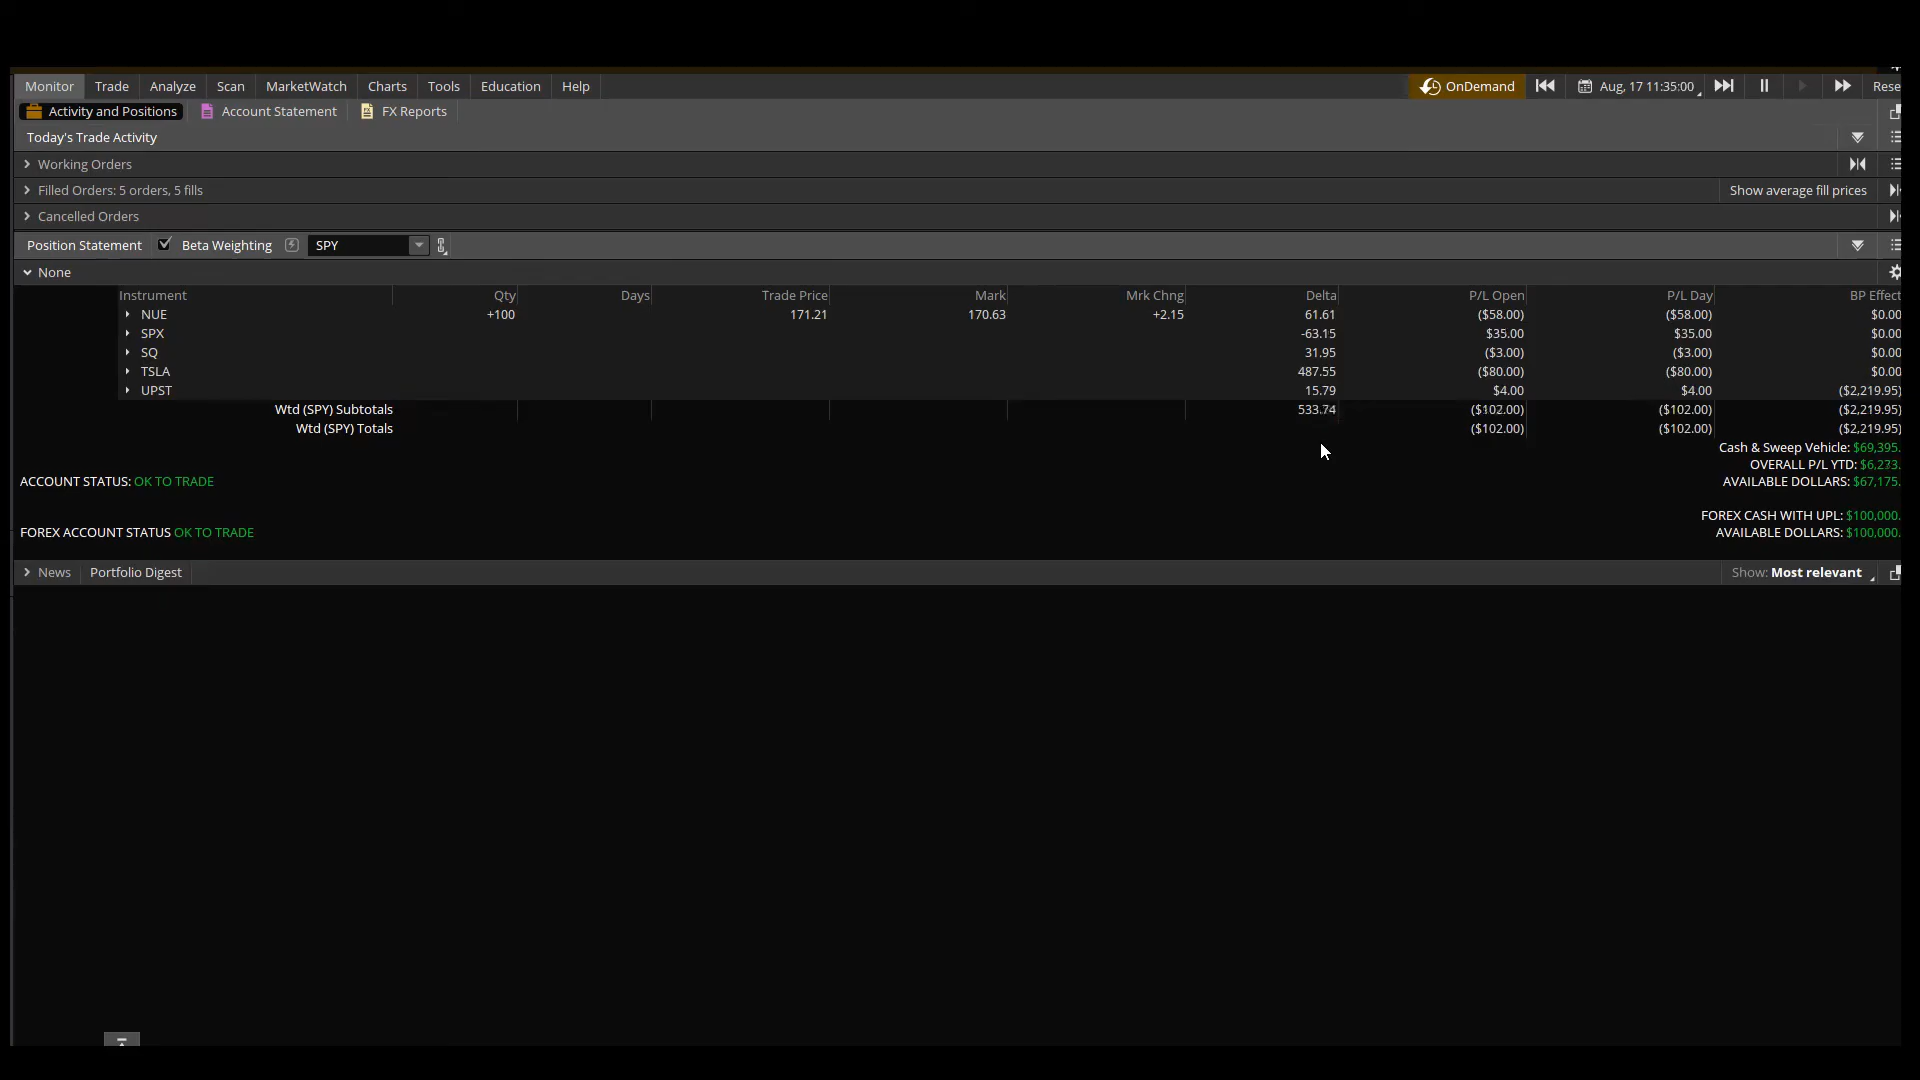 Monitor Trade Analyze Scan MarketWatch Charts Tools Education Help OnDemand Aug, 17 11:35:00 Rese
Activity and Positions Account Statement FX Reports
Today's Trade Activity
Working Orders
Filled Orders: 5 orders, 5 fills Show average fill prices
Cancelled Orders
Position Statement Beta Weighting SPY
None
Instrument Qty Days Trade Price Mark Mrk Chng Delta P/L Open P/L Day BP Effect
NUE +100 171.21 170.63 +2.15 61.61 ($58.00) ($58.00) $0.00
SPX -63.15 $35.00 $35.00 $0.00
SQ 31.95 ($3.00) ($3.00) $0.00
TSLA 487.55 ($80.00) ($80.00) $0.00
UPST 15.79 $4.00 $4.00 ($2,219.95)
Wtd (SPY) Subtotals 533.74 ($102.00) ($102.00) ($2,219.95)
Wtd (SPY) Totals ($102.00) ($102.00) ($2,219.95)
Cash & Sweep Vehicle: $69,395.
OVERALL P/L YTD: $6,273.
ACCOUNT STATUS: OK TO TRADE AVAILABLE DOLLARS: $67,175.
FOREX CASH WITH UPL: $100,000.
FOREX ACCOUNT STATUS OK TO TRADE AVAILABLE DOLLARS: $100,000.
News Portfolio Digest Show: Most relevant